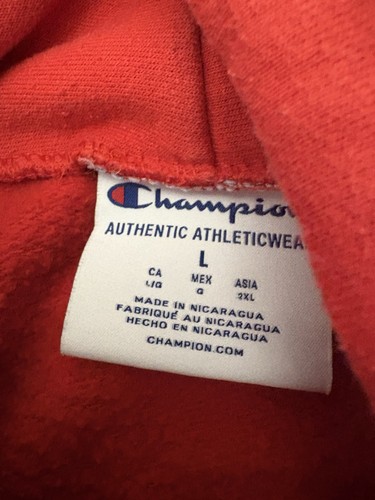 Champion
AUTHENTIC ATHLETICWEA
L
CA MEX ASIA
L/G G 2XL
MADE IN NICARAGUA
FABRIQUÉ AU NICARAGUA
HECHO EN NICARAGUA
CHAMPION.COM